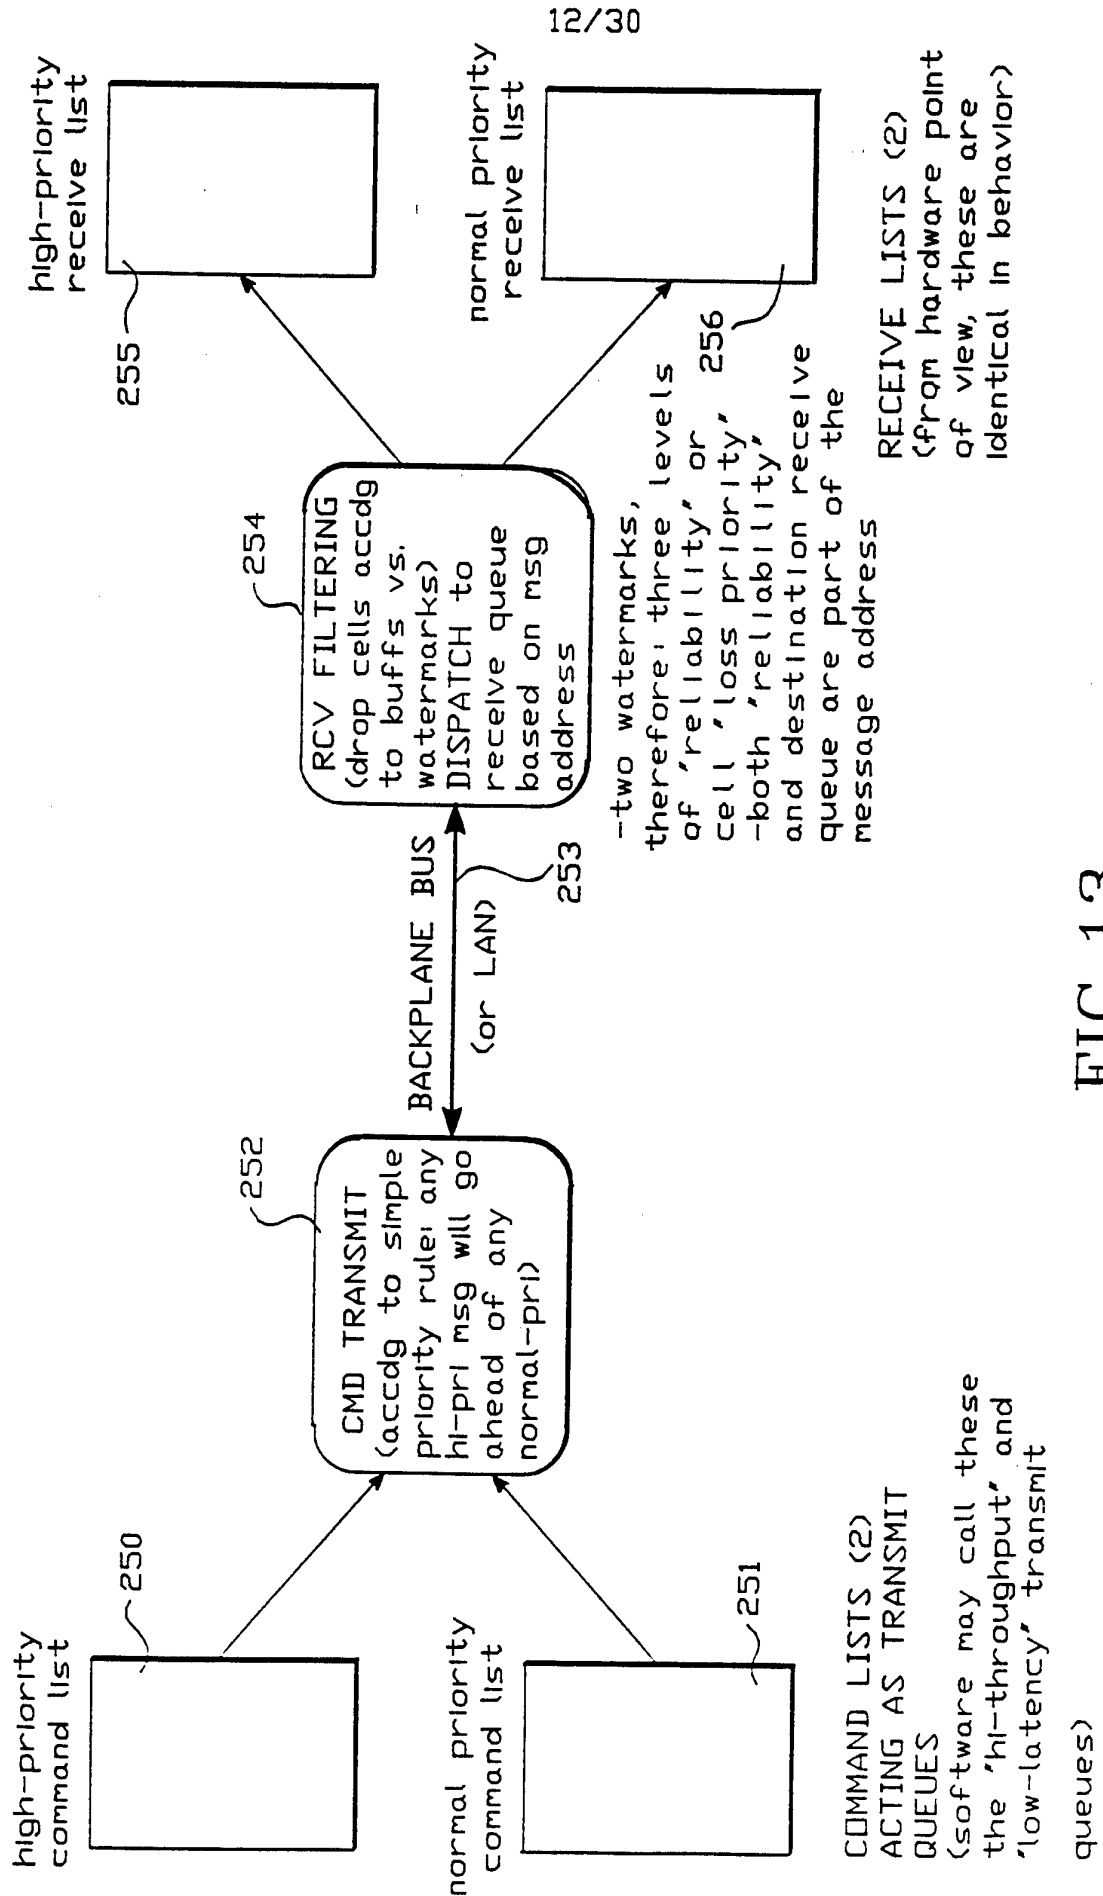 12/30
high-priority
command list
250
normal priority
command list
251
COMMAND LISTS (2)
ACTING AS TRANSMIT
QUEUES
(software may call these
the "hi-throughput" and
"low-latency" transmit
queues)
252
CMD TRANSMIT
(accdg to simple
priority rule: any
hi-pri msg will go
ahead of any
normal-pri)
BACKPLANE BUS
(or LAN)
253
254
RCV FILTERING
(drop cells accdg
to buffs vs.
watermarks)
DISPATCH to
receive queue
based on msg
address
-two watermarks,
therefore: three levels
of "reliability" or
cell "loss priority"
-both "reliability"
and destination receive
queue are part of the
message address
high-priority
receive list
255
normal priority
receive list
256
RECEIVE LISTS (2)
(from hardware point
of view, these are
identical in behavior)
FIG 13